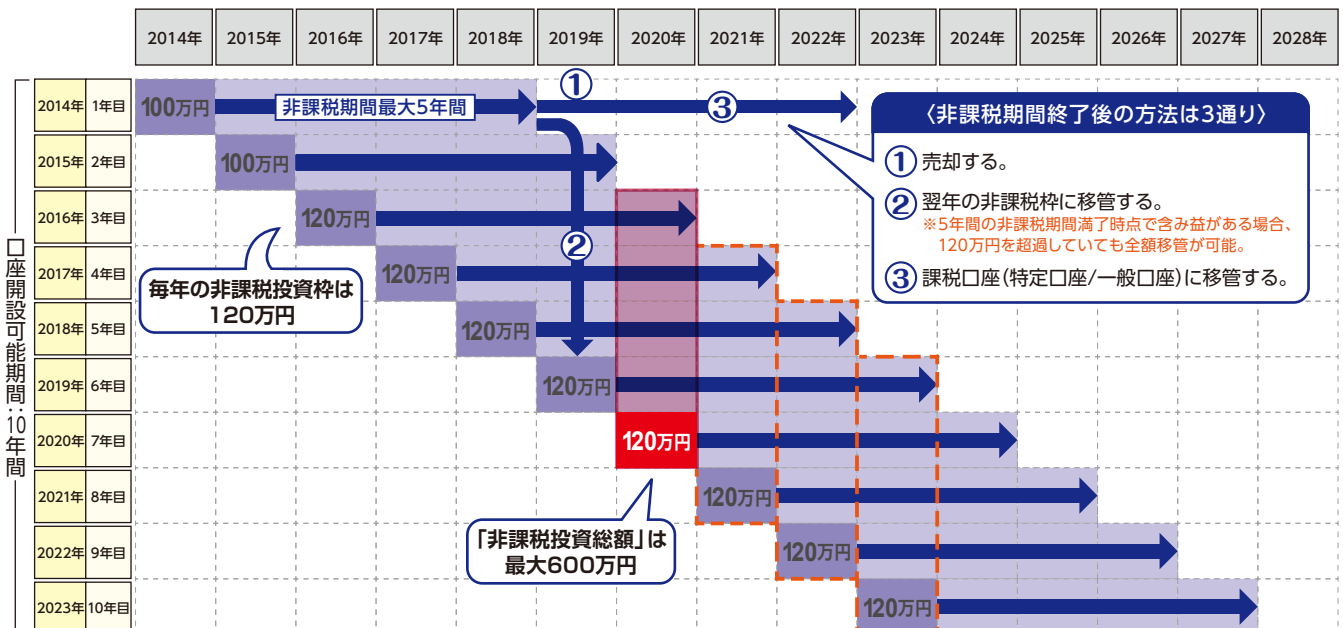 2014年 2015年 2016年 2017年 2018年 2019年 2020年 2021年 2022年 2023年 2024年 2025年 2026年 2027年 2028年
口座開設可能期間:10年間
2014年 1年目 100万円 非課税期間最大5年間 ① ③
2015年 2年目 100万円
2016年 3年目 120万円
2017年 4年目 120万円
2018年 5年目 120万円
2019年 6年目 120万円
2020年 7年目 120万円
2021年 8年目 120万円
2022年 9年目 120万円
2023年 10年目 120万円
②
毎年の非課税投資枠は
120万円
「非課税投資総額」は
最大600万円
〈非課税期間終了後の方法は3通り〉
① 売却する。
② 翌年の非課税枠に移管する。
※5年間の非課税期間満了時点で含み益がある場合、
120万円を超過していても全額移管が可能。
③ 課税口座(特定口座/一般口座)に移管する。